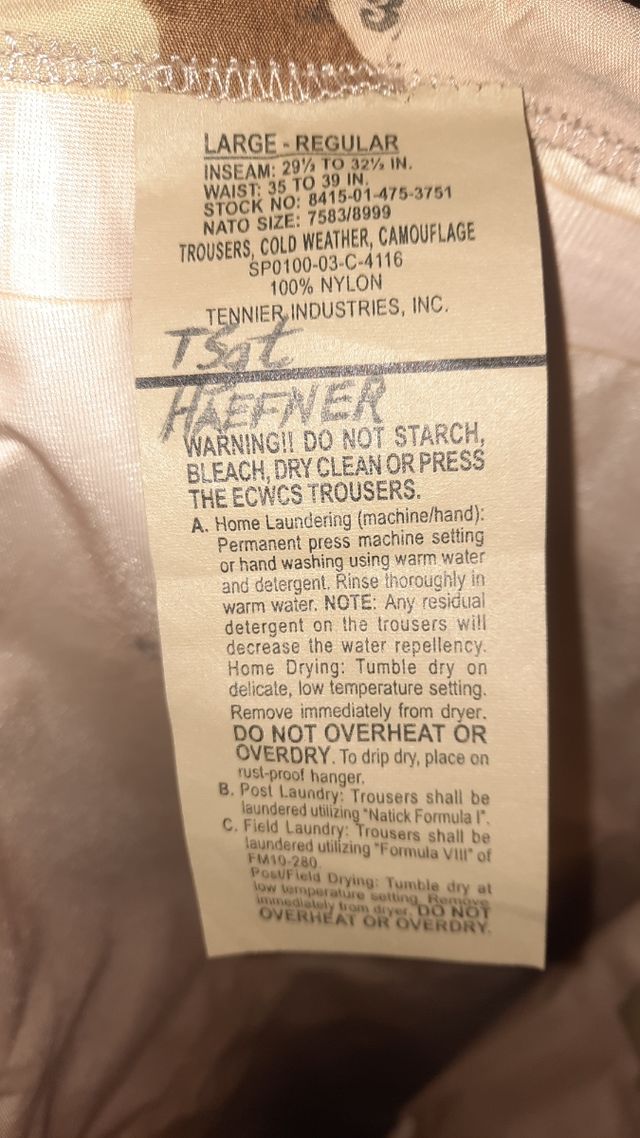 LARGE - REGULAR
INSEAM: 29½ TO 32½ IN.
WAIST: 35 TO 39 IN.
STOCK NO: 8415-01-475-3751
NATO SIZE: 7583/8999
TROUSERS, COLD WEATHER, CAMOUFLAGE
SP0100-03-C-4116
100% NYLON
TENNIER INDUSTRIES, INC.
TSgt
HAEFNER
WARNING!! DO NOT STARCH,
BLEACH, DRY CLEAN OR PRESS
THE ECWCS TROUSERS.
A. Home Laundering (machine/hand):
Permanent press machine setting
or hand washing using warm water
and detergent. Rinse thoroughly in
warm water. NOTE: Any residual
detergent on the trousers will
decrease the water repellency.
Home Drying: Tumble dry on
delicate, low temperature setting.
Remove immediately from dryer.
DO NOT OVERHEAT OR
OVERDRY. To drip dry, place on
rust-proof hanger.
B. Post Laundry: Trousers shall be
laundered utilizing "Natick Formula I".
C. Field Laundry: Trousers shall be
laundered utilizing "Formula VIII" of
FM10-280.
Post/Field Drying: Tumble dry at
low temperature setting. Remove
immediately from dryer. DO NOT
OVERHEAT OR OVERDRY.